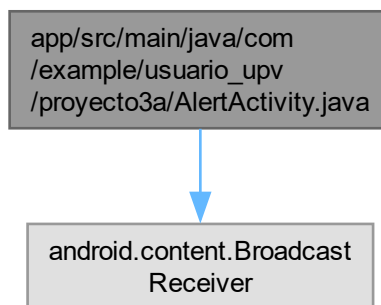 app/src/main/java/com
/example/usuario_upv
/proyecto3a/AlertActivity.java
android.content.Broadcast
Receiver